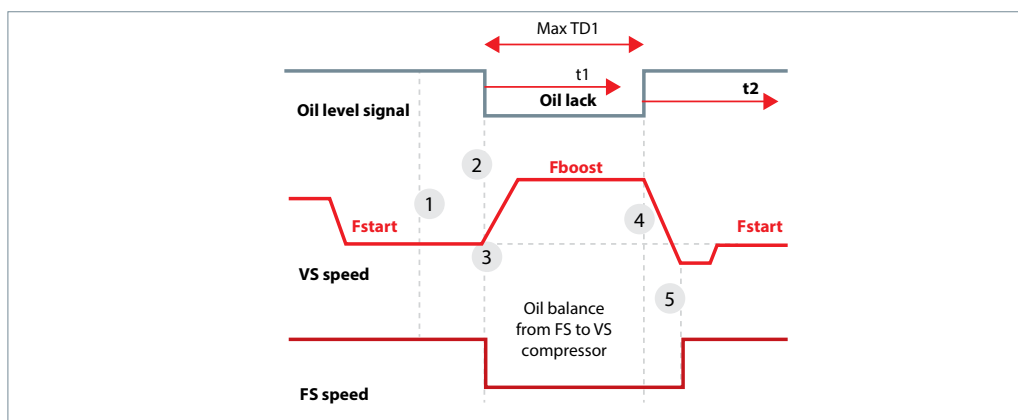 Max TD1
t1
t2
Oil lack
Oil level signal
2
Fboost
1
Fstart
4
Fstart
3
VS speed
5
Oil balance
from FS to VS
compressor
FS speed